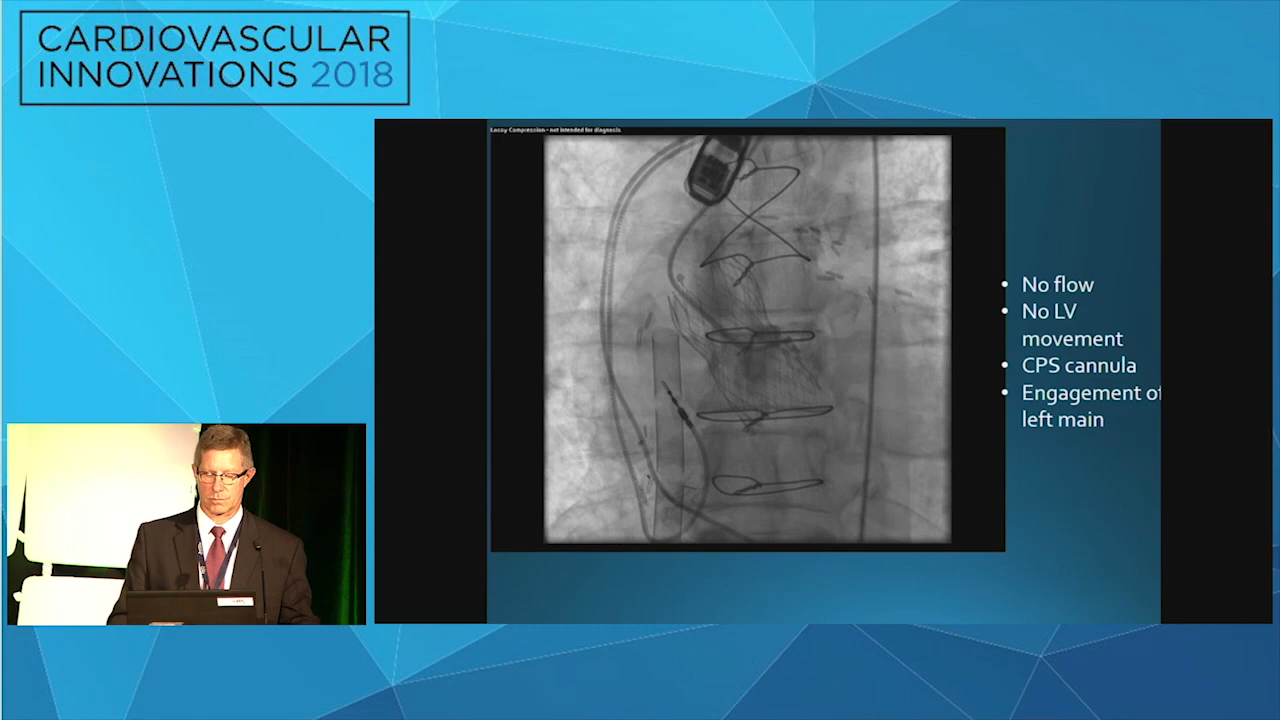 CARDIOVASCULAR
INNOVATIONS 2018
Lossy Compression - not intended for diagnosis
• No flow
• No LV
movement
• CPS cannula
• Engagement of
left main